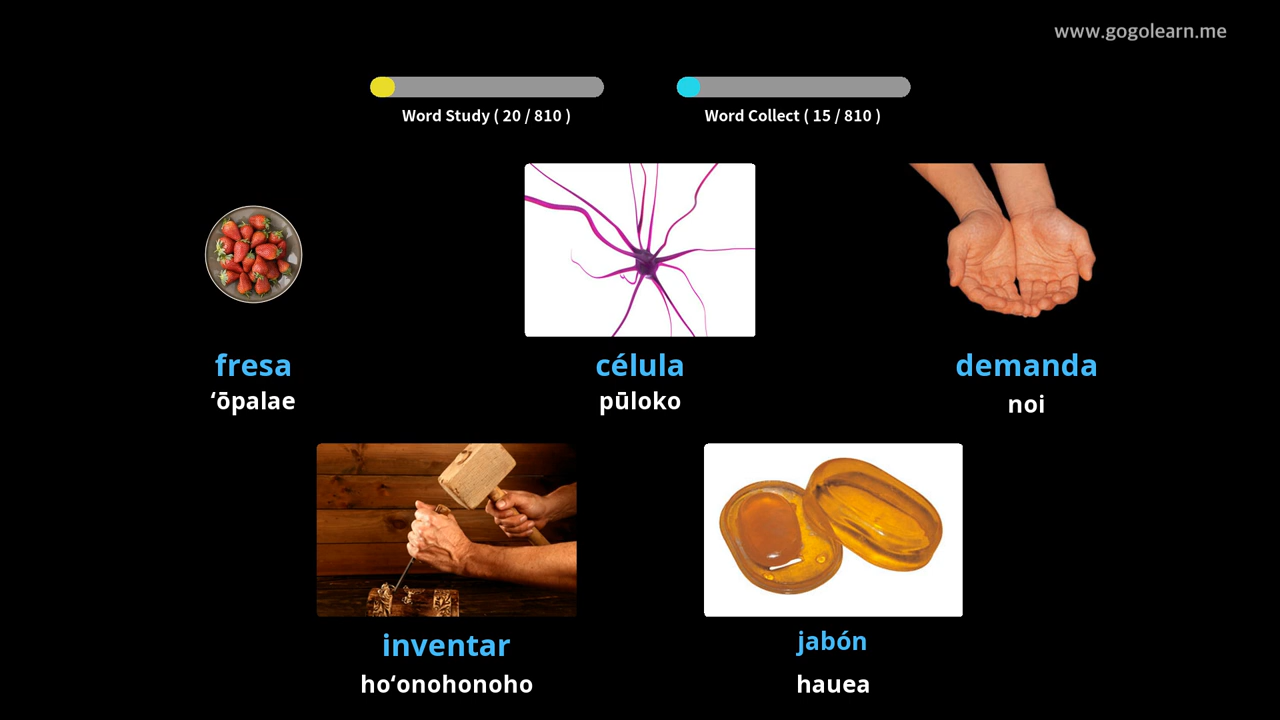 www.gogolearn.me
Word Study ( 20 / 810 )
Word Collect ( 15 / 810 )
fresa
ʻōpalae
célula
pūloko
demanda
noi
inventar
hoʻonohonoho
jabón
hauea